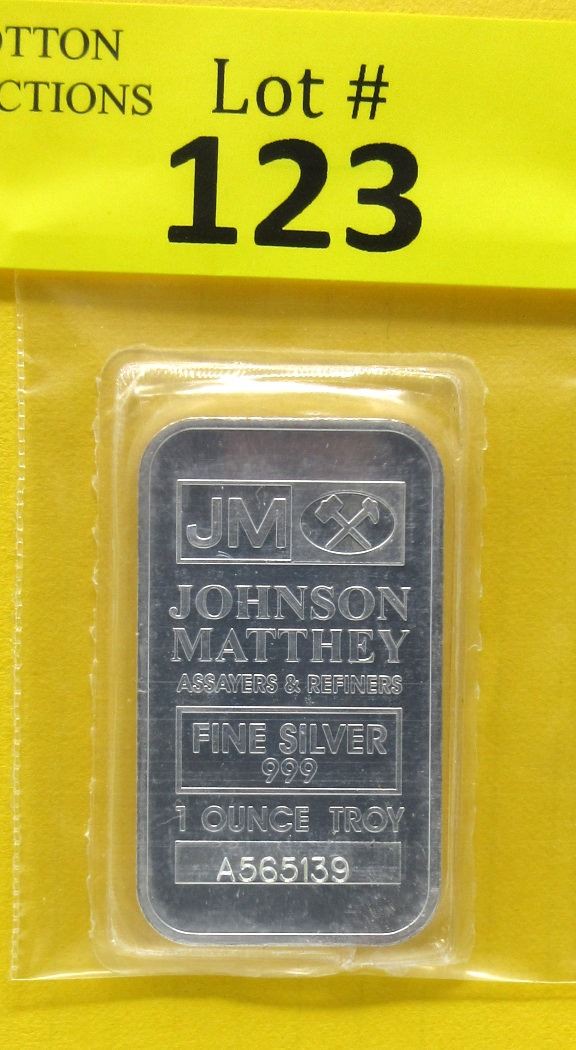 OTTON
CTIONS
Lot #
123
JM
JOHNSON
MATTHEY
ASSAYERS & REFINERS
FINE SILVER
999
1 OUNCE TROY
A565139